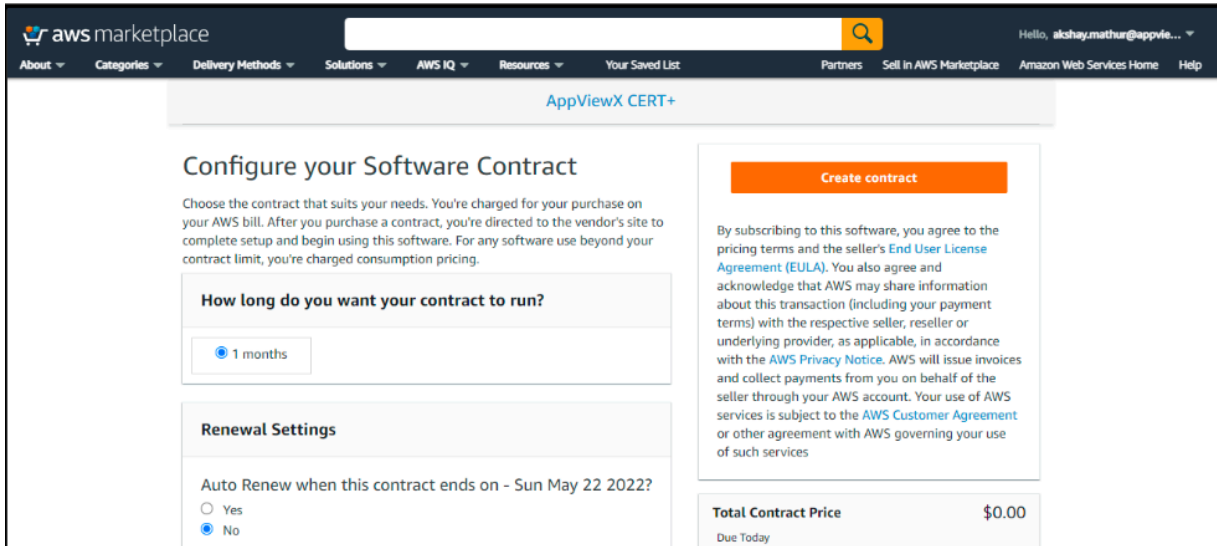 aws marketplace
Hello, akshay.mathur@appvie...
About Categories Delivery Methods Solutions AWS IQ Resources Your Saved List Partners Sell in AWS Marketplace Amazon Web Services Home Help
AppViewX CERT+
Configure your Software Contract
Choose the contract that suits your needs. You're charged for your purchase on
your AWS bill. After you purchase a contract, you're directed to the vendor's site to
complete setup and begin using this software. For any software use beyond your
contract limit, you're charged consumption pricing.
How long do you want your contract to run?
1 months
Renewal Settings
Auto Renew when this contract ends on - Sun May 22 2022?
Yes
No
Create contract
By subscribing to this software, you agree to the
pricing terms and the seller's End User License
Agreement (EULA). You also agree and
acknowledge that AWS may share information
about this transaction (including your payment
terms) with the respective seller, reseller or
underlying provider, as applicable, in accordance
with the AWS Privacy Notice. AWS will issue invoices
and collect payments from you on behalf of the
seller through your AWS account. Your use of AWS
services is subject to the AWS Customer Agreement
or other agreement with AWS governing your use
of such services
Total Contract Price $0.00
Due Today